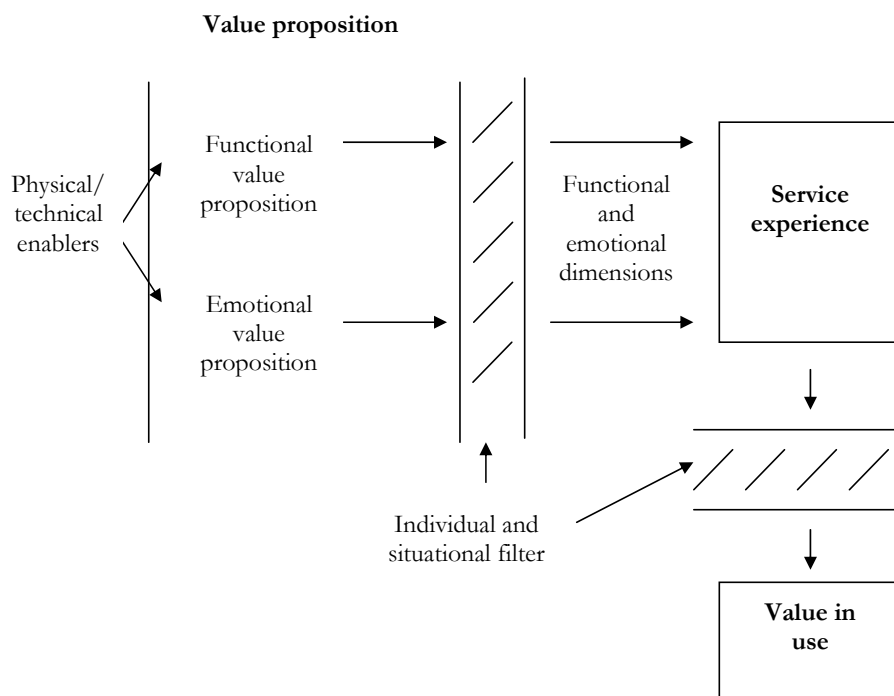 Value proposition
Physical/
technical
enablers
Functional
value
proposition
Emotional
value
proposition
Functional
and
emotional
dimensions
Service
experience
Individual and
situational filter
Value in
use